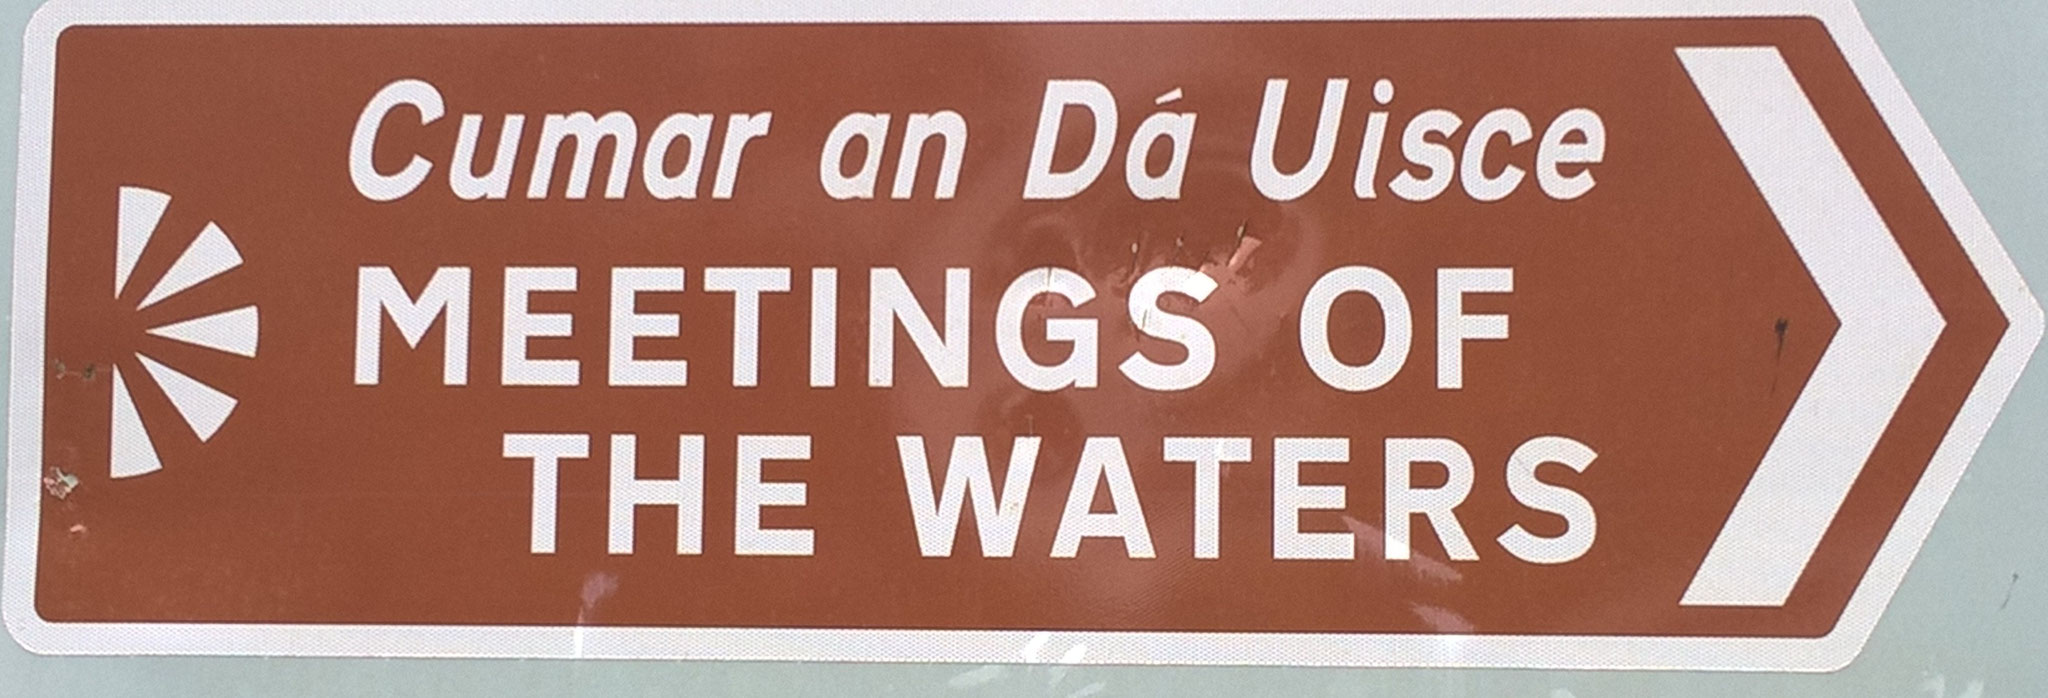 Cumar an Dá Uisce
MEETINGS OF
THE WATERS